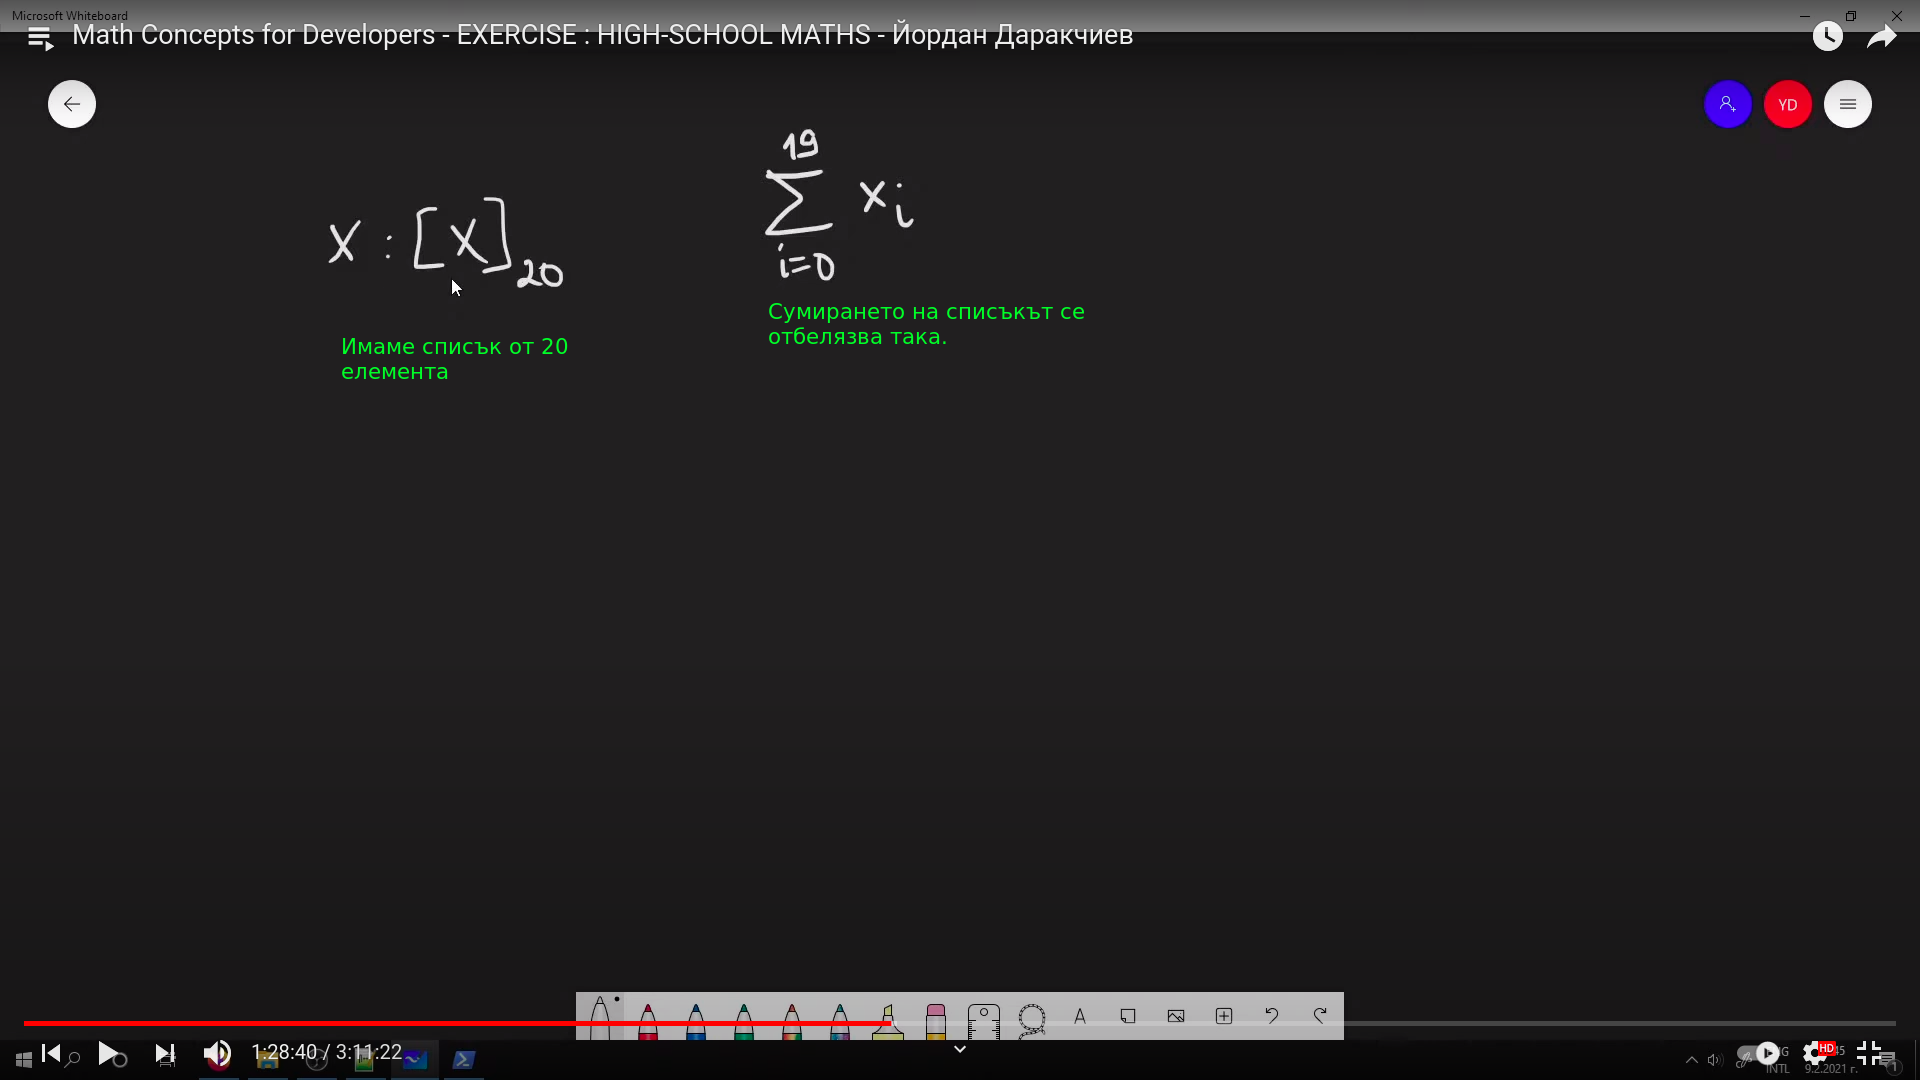 Microsoft Whiteboard
Math Concepts for Developers - EXERCISE : HIGH-SCHOOL MATHS - Йордан Даракчиев
YD
19
∑ xᵢ
i=0
X : [X]₂₀
Сумирането на списъкът се
отбелязва така.
Имаме списък от 20
елемента
A
1:28:40 / 3:11:22
HD
INTL
9.2.2021 г.
1